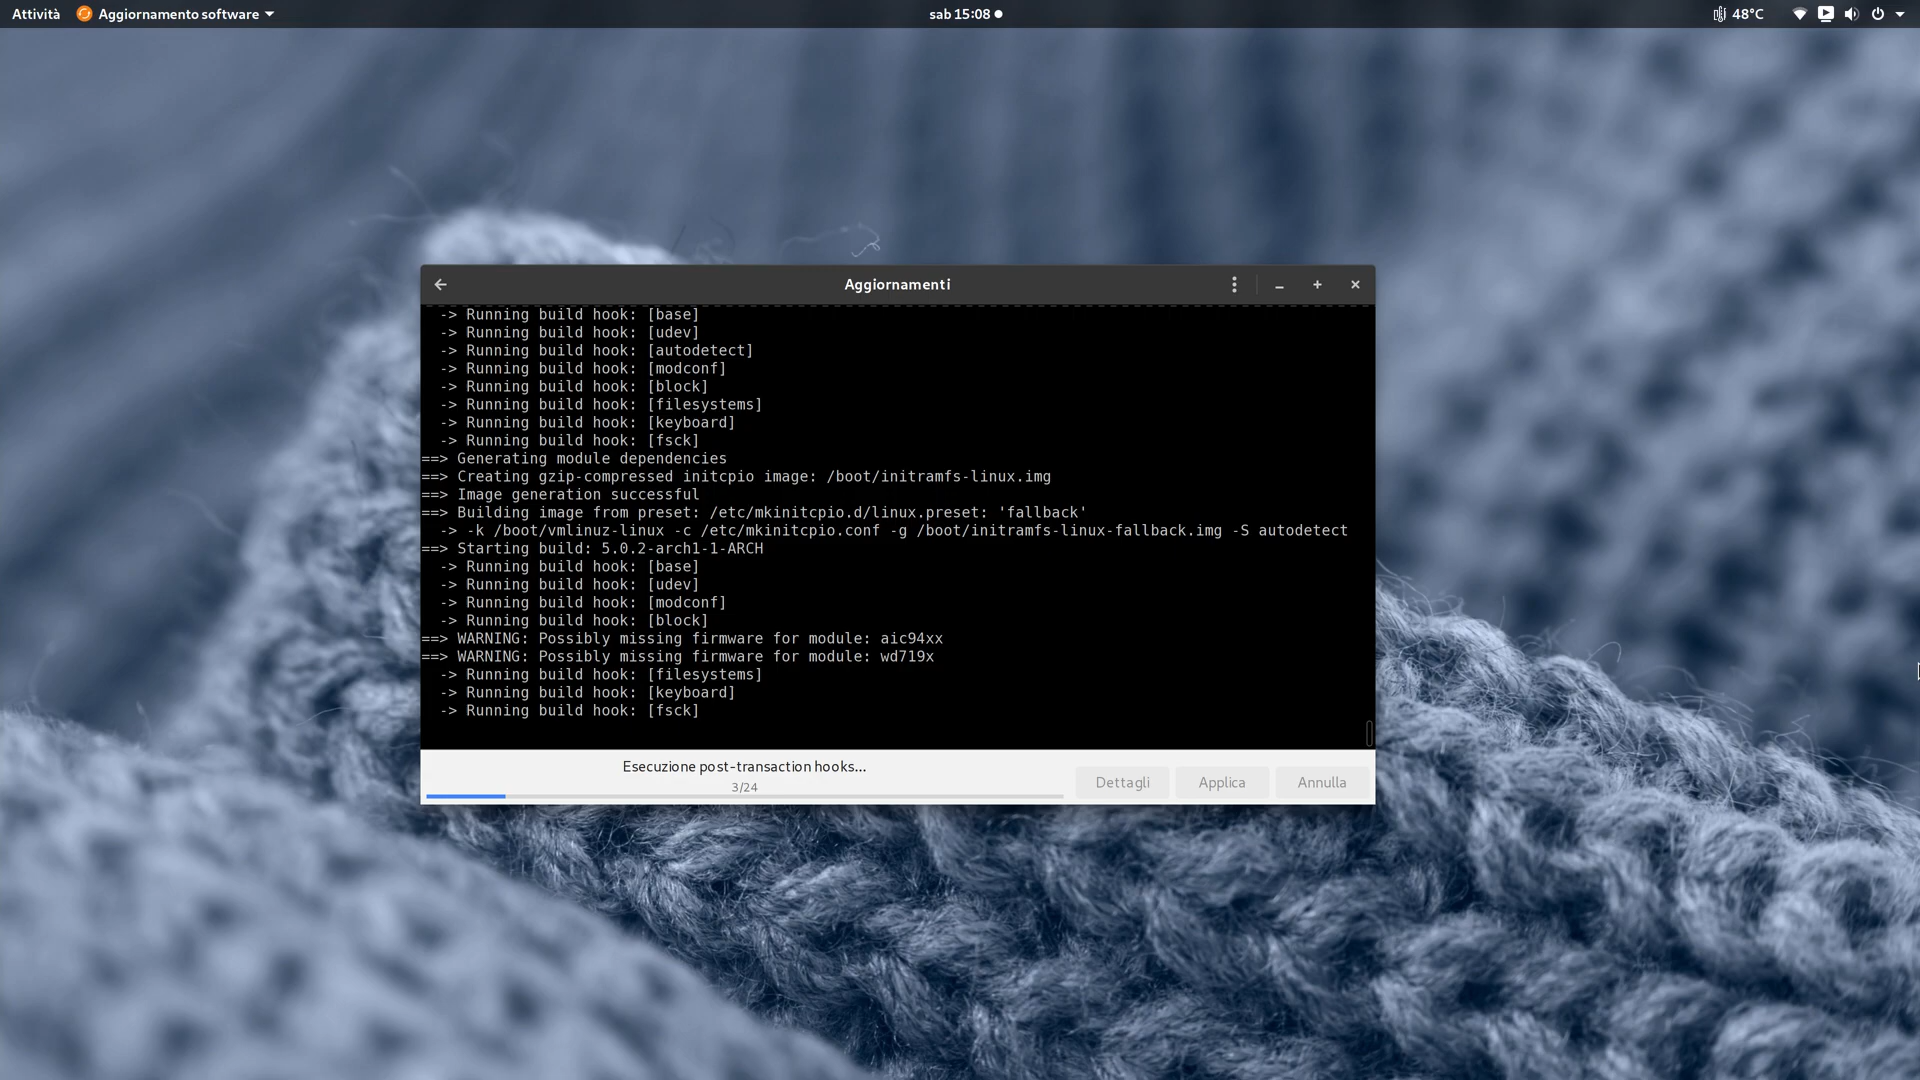 Attività Aggiornamento software sab 15:08 48°C
Aggiornamenti
-> Running build hook: [base]
-> Running build hook: [udev]
-> Running build hook: [autodetect]
-> Running build hook: [modconf]
-> Running build hook: [block]
-> Running build hook: [filesystems]
-> Running build hook: [keyboard]
-> Running build hook: [fsck]
==> Generating module dependencies
==> Creating gzip-compressed initcpio image: /boot/initramfs-linux.img
==> Image generation successful
==> Building image from preset: /etc/mkinitcpio.d/linux.preset: 'fallback'
-> -k /boot/vmlinuz-linux -c /etc/mkinitcpio.conf -g /boot/initramfs-linux-fallback.img -S autodetect
==> Starting build: 5.0.2-arch1-1-ARCH
-> Running build hook: [base]
-> Running build hook: [udev]
-> Running build hook: [modconf]
-> Running build hook: [block]
==> WARNING: Possibly missing firmware for module: aic94xx
==> WARNING: Possibly missing firmware for module: wd719x
-> Running build hook: [filesystems]
-> Running build hook: [keyboard]
-> Running build hook: [fsck]
Esecuzione post-transaction hooks...
3/24
Dettagli Applica Annulla